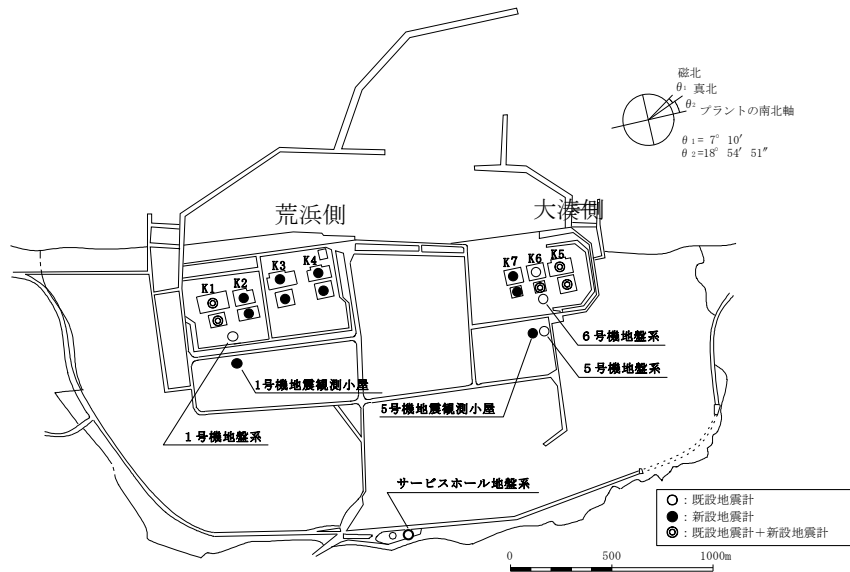 磁北
θ₁ 真北
θ₂ プラントの南北軸
θ ₁ = 7° 10′
θ ₂=18° 54′ 51″
荒浜側
大湊側
K1
K2
K3
K4
K7
K6
K5
6号機地盤系
5号機地盤系
1号機地震観測小屋
5号機地震観測小屋
1号機地盤系
サービスホール地盤系
○ : 既設地震計
● : 新設地震計
◎ : 既設地震計＋新設地震計
0 500 1000m